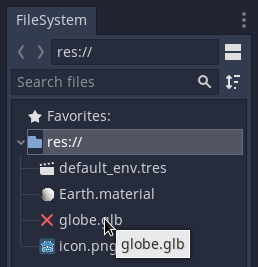 FileSystem
res://
Search files
Favorites:
res://
default_env.tres
Earth.material
globe.glb
icon.png
globe.glb